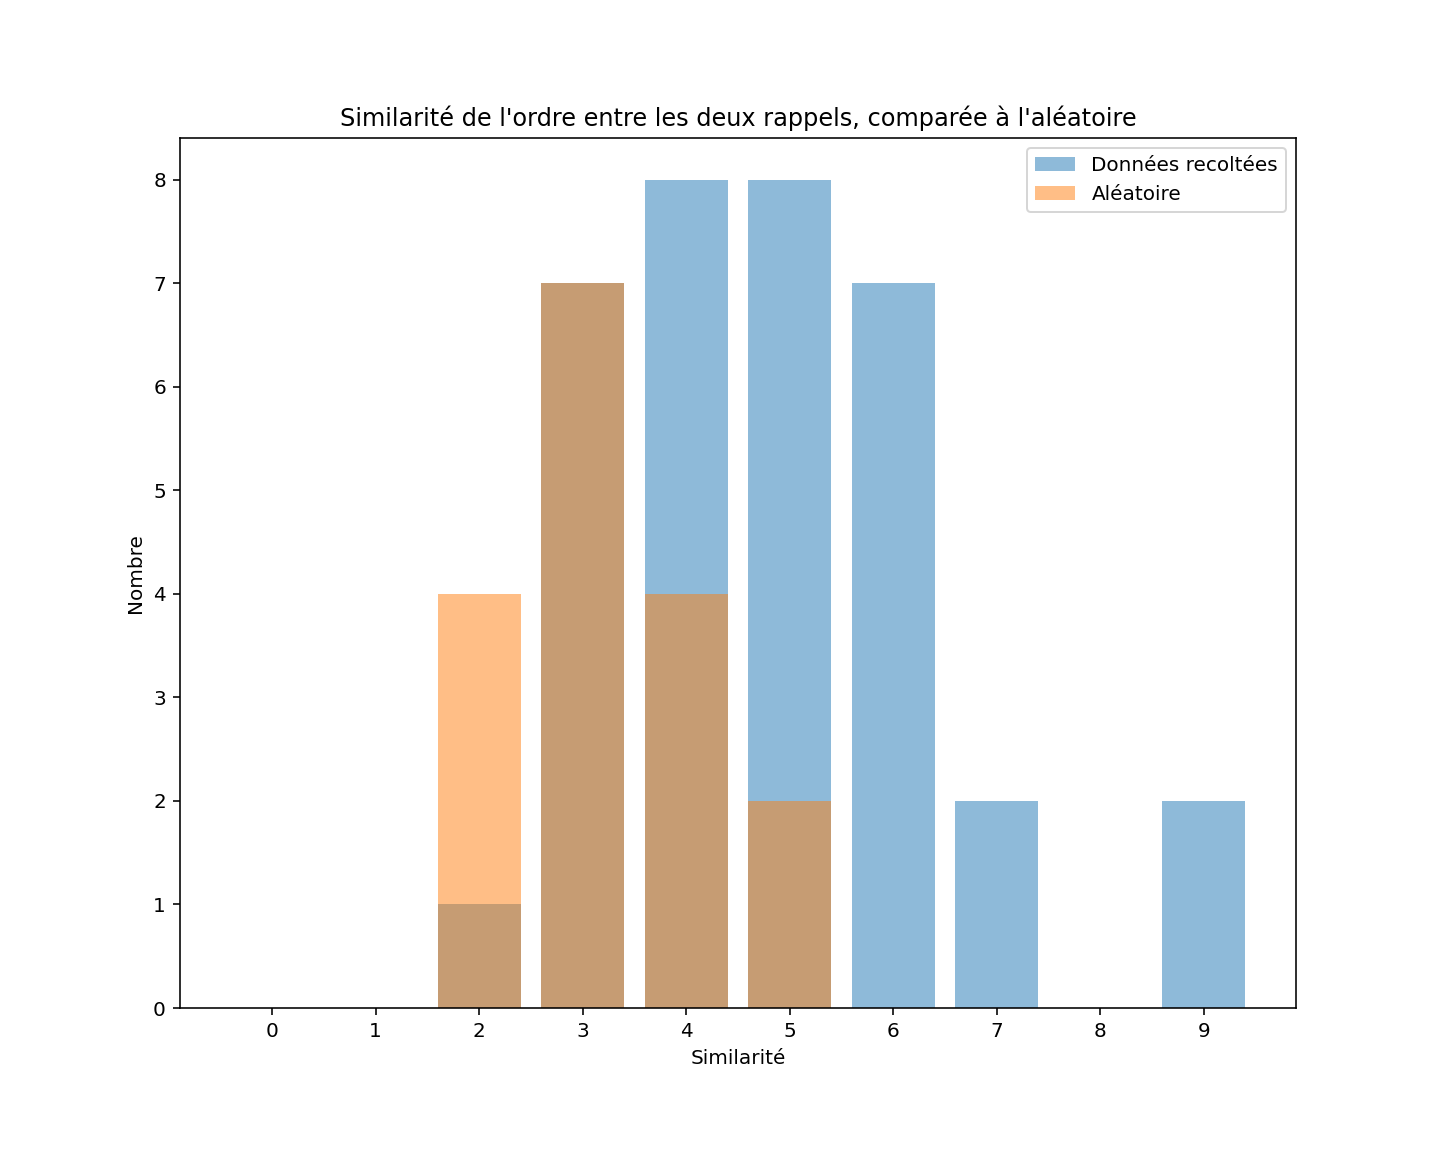 Similarité de l'ordre entre les deux rappels, comparée à l'aléatoire
Données recoltées
Aléatoire
8
7
6
5
4
3
2
1
0
Nombre
0 1 2 3 4 5 6 7 8 9
Similarité